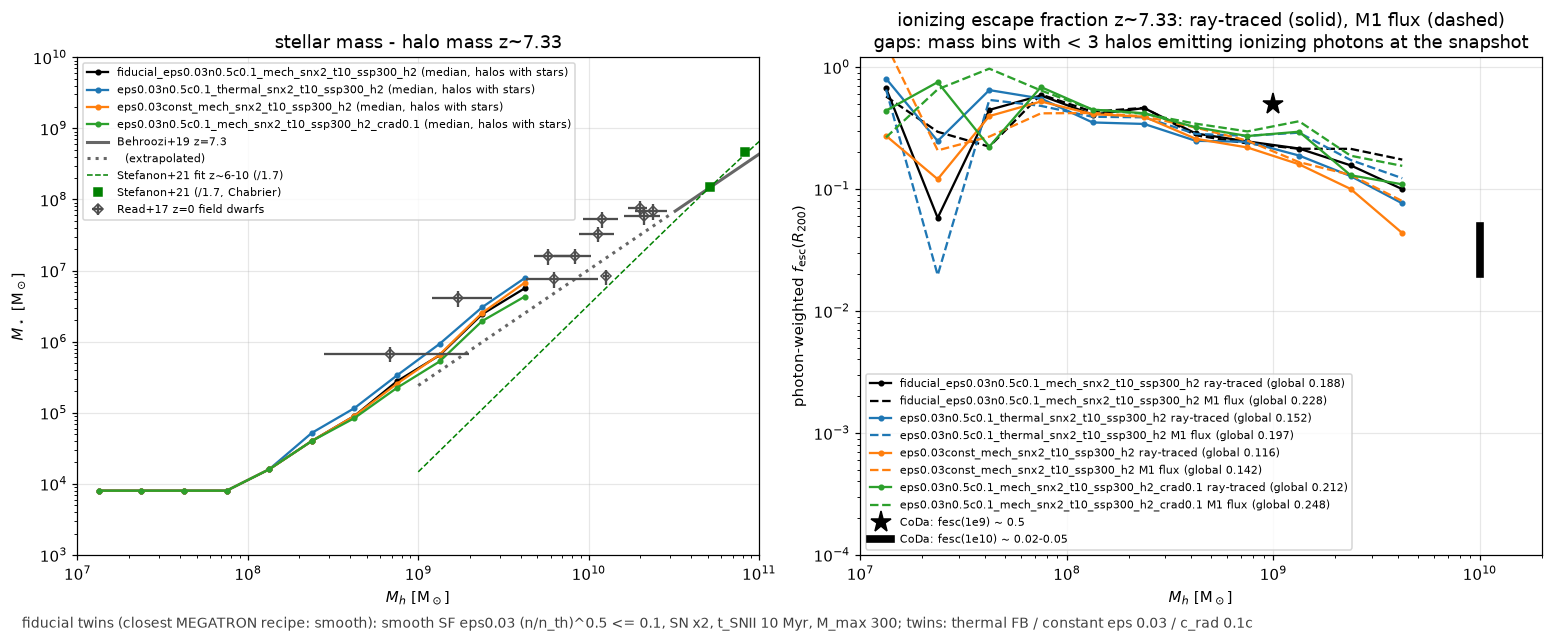 stellar mass - halo mass z~7.33
fiducial_eps0.03n0.5c0.1_mech_snx2_t10_ssp300_h2 (median, halos with stars)
eps0.03n0.5c0.1_thermal_snx2_t10_ssp300_h2 (median, halos with stars)
eps0.03const_mech_snx2_t10_ssp300_h2 (median, halos with stars)
eps0.03n0.5c0.1_mech_snx2_t10_ssp300_h2_crad0.1 (median, halos with stars)
Behroozi+19 z=7.3
(extrapolated)
Stefanon+21 fit z~6-10 (/1.7)
Stefanon+21 (/1.7, Chabrier)
Read+17 z=0 field dwarfs
10^10
10^9
10^8
10^7
10^6
10^5
10^4
10^3
M⋆ [M⊙]
10^7
10^8
10^9
10^10
10^11
M_h [M⊙]
ionizing escape fraction z~7.33: ray-traced (solid), M1 flux (dashed)
gaps: mass bins with < 3 halos emitting ionizing photons at the snapshot
10^0
10^−1
10^−2
10^−3
10^−4
photon-weighted f_esc(R_200)
fiducial_eps0.03n0.5c0.1_mech_snx2_t10_ssp300_h2 ray-traced (global 0.188)
fiducial_eps0.03n0.5c0.1_mech_snx2_t10_ssp300_h2 M1 flux (global 0.228)
eps0.03n0.5c0.1_thermal_snx2_t10_ssp300_h2 ray-traced (global 0.152)
eps0.03n0.5c0.1_thermal_snx2_t10_ssp300_h2 M1 flux (global 0.197)
eps0.03const_mech_snx2_t10_ssp300_h2 ray-traced (global 0.116)
eps0.03const_mech_snx2_t10_ssp300_h2 M1 flux (global 0.142)
eps0.03n0.5c0.1_mech_snx2_t10_ssp300_h2_crad0.1 ray-traced (global 0.212)
eps0.03n0.5c0.1_mech_snx2_t10_ssp300_h2_crad0.1 M1 flux (global 0.248)
CoDa: fesc(1e9) ~ 0.5
CoDa: fesc(1e10) ~ 0.02-0.05
10^7
10^8
10^9
10^10
M_h [M⊙]
fiducial twins (closest MEGATRON recipe: smooth): smooth SF eps0.03 (n/n_th)^0.5 <= 0.1, SN x2, t_SNII 10 Myr, M_max 300; twins: thermal FB / constant eps 0.03 / c_rad 0.1c